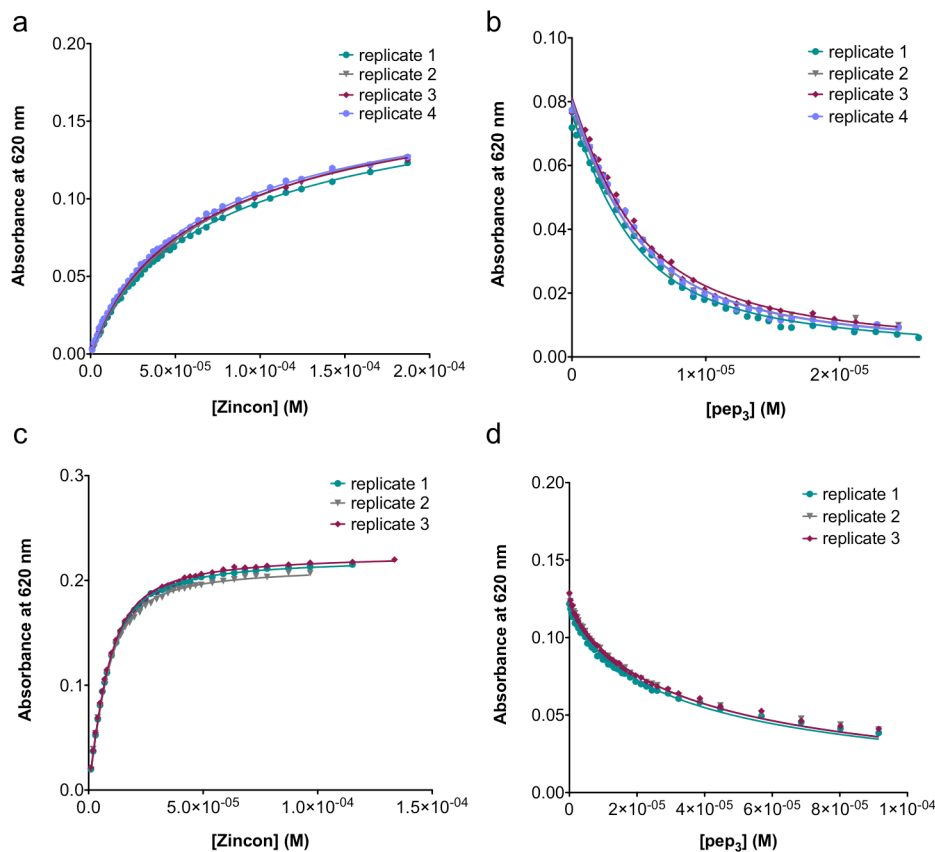 a
0.20
0.15
0.10
0.05
0.00
Absorbance at 620 nm
replicate 1
replicate 2
replicate 3
replicate 4
0.0
5.0×10⁻⁰⁵
1.0×10⁻⁰⁴
1.5×10⁻⁰⁴
2.0×10⁻⁰⁴
[Zincon] (M)
b
0.10
0.08
0.06
0.04
0.02
0.00
Absorbance at 620 nm
replicate 1
replicate 2
replicate 3
replicate 4
0
1×10⁻⁰⁵
2×10⁻⁰⁵
[pep₃] (M)
c
0.3
0.2
0.1
0.0
Absorbance at 620 nm
replicate 1
replicate 2
replicate 3
0.0
5.0×10⁻⁰⁵
1.0×10⁻⁰⁴
1.5×10⁻⁰⁴
[Zincon] (M)
d
0.20
0.15
0.10
0.05
0.00
Absorbance at 620 nm
replicate 1
replicate 2
replicate 3
0
2×10⁻⁰⁵
4×10⁻⁰⁵
6×10⁻⁰⁵
8×10⁻⁰⁵
1×10⁻⁰⁴
[pep₃] (M)